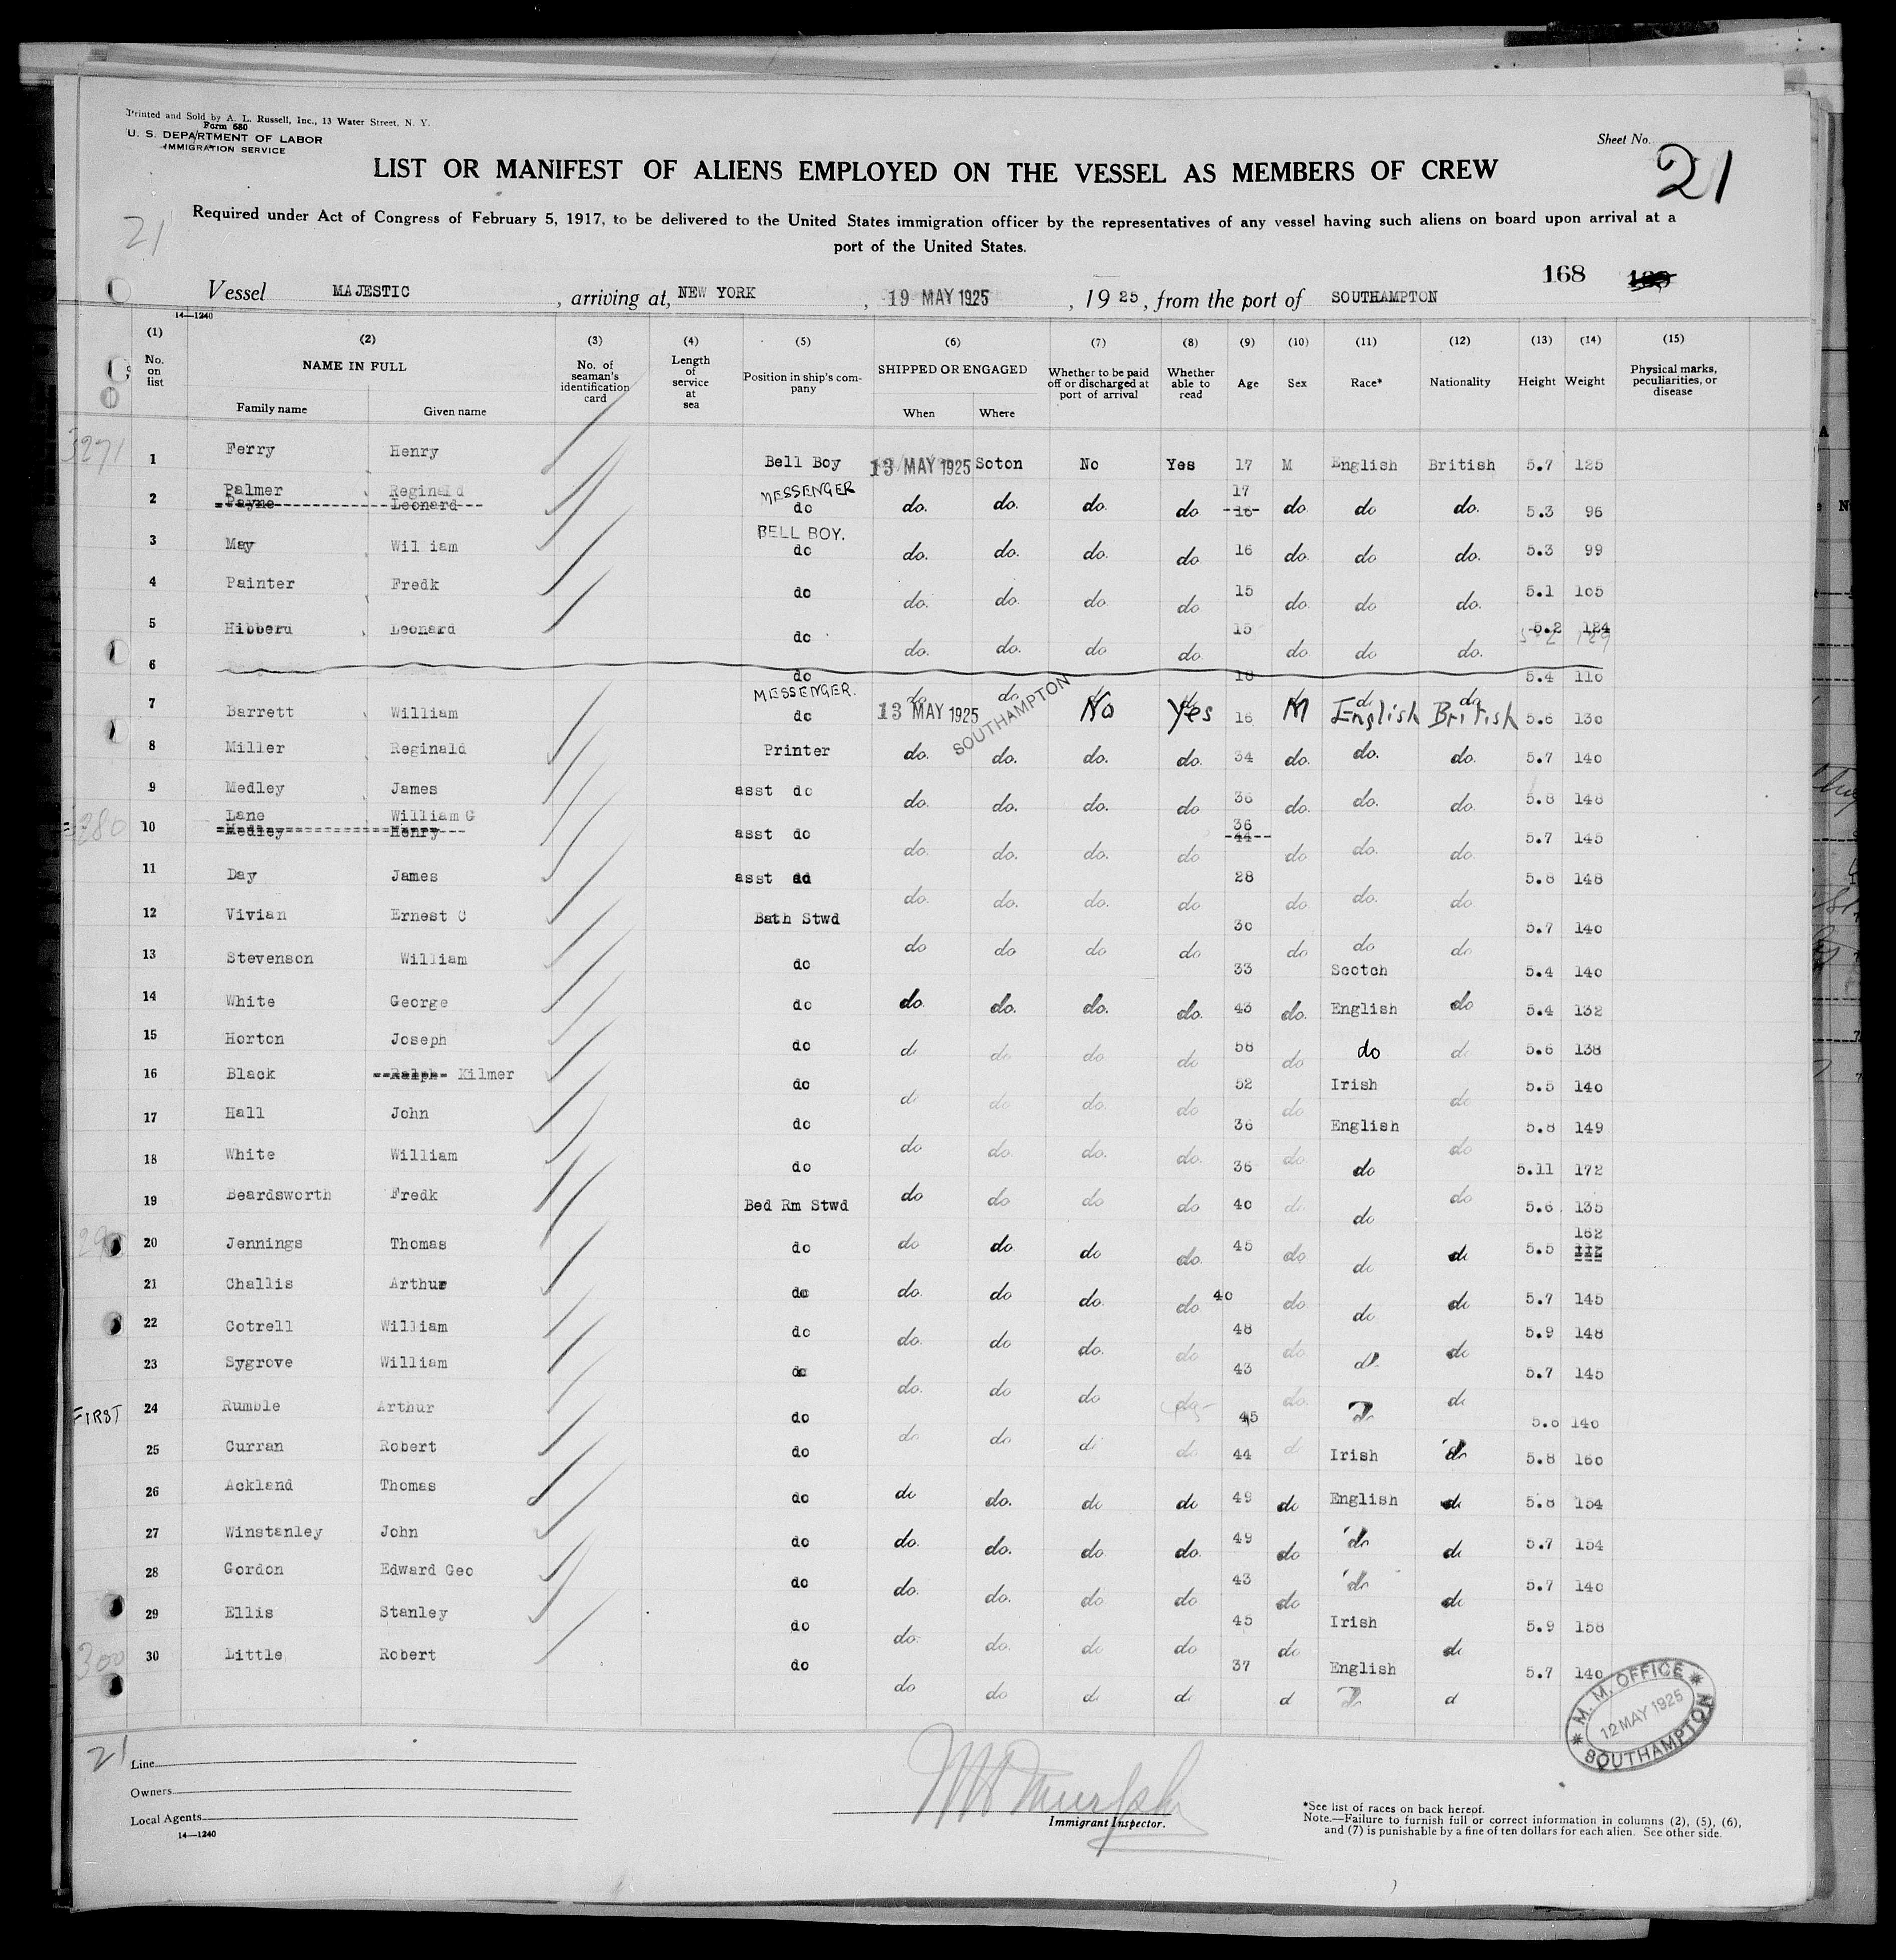 Printed and Sold by A. L. Russell, Inc., 13 Water Street, N. Y.
Form 680
U. S. DEPARTMENT OF LABOR
IMMIGRATION SERVICE
Sheet No. 21
LIST OR MANIFEST OF ALIENS EMPLOYED ON THE VESSEL AS MEMBERS OF CREW
Required under Act of Congress of February 5, 1917, to be delivered to the United States immigration officer by the representatives of any vessel having such aliens on board upon arrival at a
port of the United States.
21
168
Vessel MAJESTIC, arriving at, NEW YORK, 19 MAY 1925, 1925, from the port of SOUTHAMPTON
14—1240
(1) (2) (3) (4) (5) (6) (7) (8) (9) (10) (11) (12) (13) (14) (15)
No. on list NAME IN FULL Family name Given name No. of seaman's identification card Length of service at sea Position in ship's company SHIPPED OR ENGAGED When Where Whether to be paid off or discharged at port of arrival Whether able to read Age Sex Race* Nationality Height Weight Physical marks, peculiarities, or disease
3271
1 Ferry Henry Bell Boy 13 MAY 1925 Soton No Yes 17 M English British 5.7 125
Palmer Reginald MESSENGER 17
2 Payne Leonard do do. do. do. do 16 do. do do. 5.3 96
BELL BOY.
3 May Wil iam do do. do. do. do 16 do. do do. 5.3 99
4 Painter Fredk do do. do. do. do 15 do. do do. 5.1 105
5 Hibberd Leonard do do. do. do do 15 do. do do. 5.2 124
6 do do do do do 16 do do 5.4 110
MESSENGER.
7 Barrett William do 13 MAY 1925 SOUTHAMPTON No Yes 16 M English British 5.6 130
8 Miller Reginald Printer do. do. do. do. 34 do. do. do. 5.7 140
9 Medley James asst do do. do. do. do 36 do. do. do. 5.8 148
Lane William G 36
3280
10 Medley Henry asst do do. do. do. do 44 do do. do. 5.7 145
11 Day James asst do do. do. do. do 28 do do. do. 5.8 148
12 Vivian Ernest C Bath Stwd do do do do 30 do do do 5.7 140
13 Stevenson William do 33 Scotch 5.4 140
14 White George do do. do. do. do. 43 do. English do 5.4 132
15 Horton Joseph do do do do do 58 do do do 5.6 138
16 Black Ralph Kilmer do do do do. do 52 do Irish do 5.5 140
17 Hall John do do do. do. do. 36 do English do 5.8 149
18 White William do 36 do 5.11 172
19 Beardsworth Fredk Bed Rm Stwd do do do do 40 do do do 5.6 135
162
20 Jennings Thomas do do do do do. 45 do do do 5.5 112
21 Challis Arthur do do. do do. do 40 do. do do 5.7 145
22 Cotrell William do do. do do. do 48 do. do do 5.9 148
23 Sygrove William do do. do do do 43 do. do do 5.7 145
FIRST
24 Rumble Arthur do do do do do 45 do do do 140
25 Curran Robert do 44 Irish 5.8 160
26 Ackland Thomas do do do. do do 49 do English do 5.8 154
27 Winstanley John do do. do. do do. 49 do do do 5.7 154
28 Gordon Edward Geo do do. do. do do 43 do do do 5.7 140
29 Ellis Stanley do do. do. do do 45 do Irish do 5.9 158
30 Little Robert do do do do do 37 d English d 5.7 140
300
M. M. OFFICE
12 MAY 1925
SOUTHAMPTON
21
Line
Owners
Local Agents
14—1240
Immigrant Inspector.
*See list of races on back hereof.
Note.—Failure to furnish full or correct information in columns (2), (5), (6),
and (7) is punishable by a fine of ten dollars for each alien. See other side.